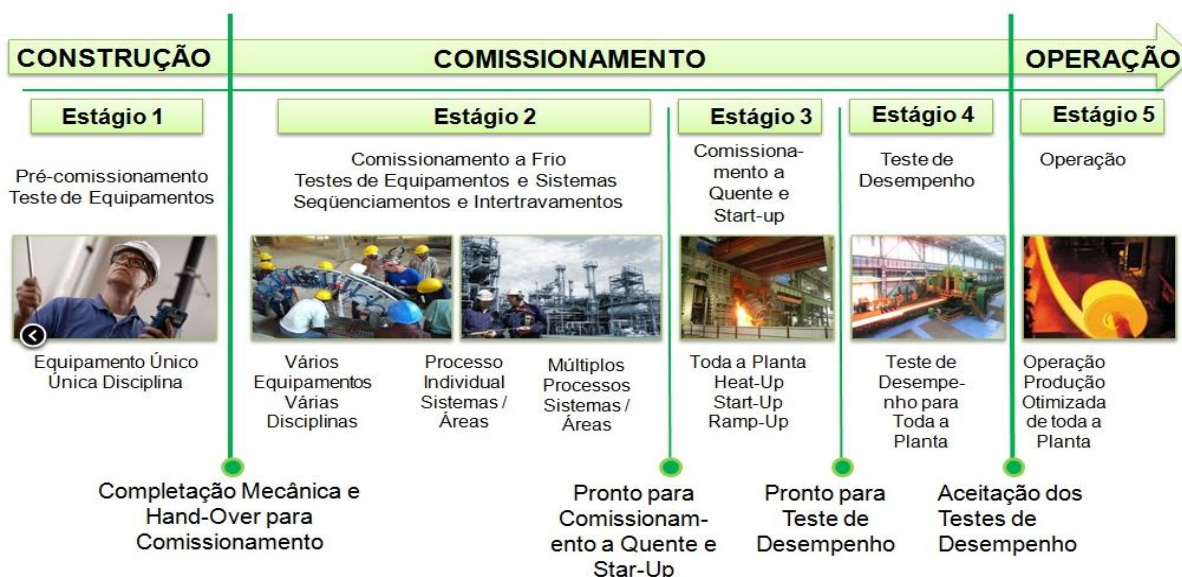 CONSTRUÇÃO
COMISSIONAMENTO
OPERAÇÃO
Estágio 1
Estágio 2
Estágio 3
Estágio 4
Estágio 5
Pré-comissionamento
Teste de Equipamentos
Comissionamento a Frio
Testes de Equipamentos e Sistemas
Seqüenciamentos e Intertravamentos
Comissiona-
mento a
Quente e
Start-up
Teste de
Desempenho
Operação
Equipamento Único
Única Disciplina
Vários
Equipamentos
Várias
Disciplinas
Processo
Individual
Sistemas /
Áreas
Múltiplos
Processos
Sistemas /
Áreas
Toda a Planta
Heat-Up
Start-Up
Ramp-Up
Teste de
Desempe-
nho para
Toda a
Planta
Operação
Produção
Otimizada
de toda a
Planta
Completação Mecânica e
Hand-Over para
Comissionamento
Pronto para
Comissionam-
ento a Quente e
Star-Up
Pronto para
Teste de
Desempenho
Aceitação dos
Testes de
Desempenho